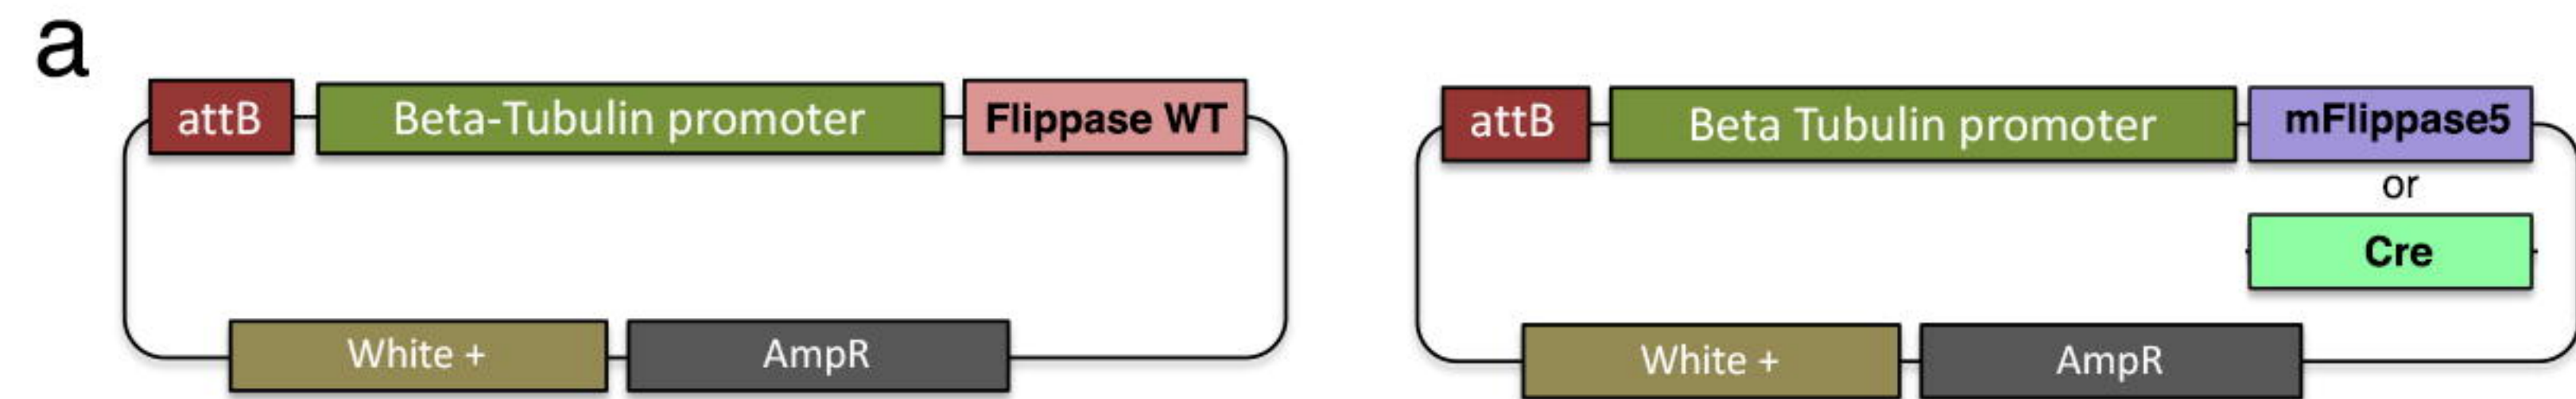 a
attB Beta-Tubulin promoter Flippase WT
White + AmpR
attB Beta Tubulin promoter mFlippase5
or
Cre
White + AmpR